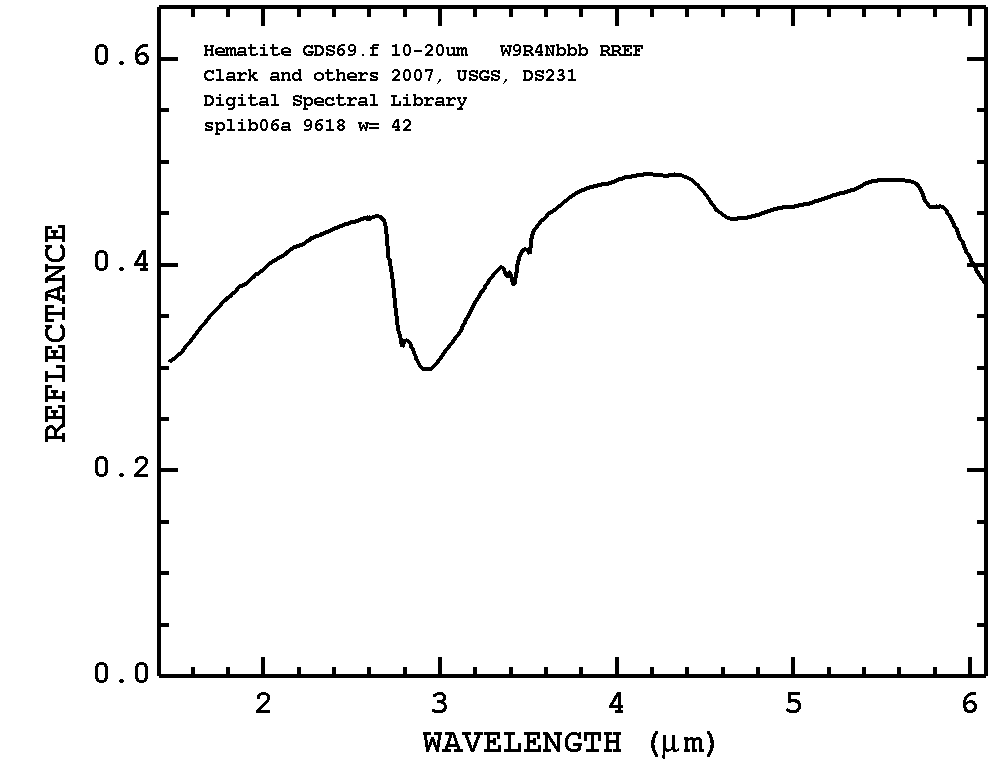 Hematite GDS69.f 10-20um   W9R4Nbbb RREF
Clark and others 2007, USGS, DS231
Digital Spectral Library
splib06a 9618 w= 42
0.6
0.4
0.2
0.0
REFLECTANCE
2 3 4 5 6
WAVELENGTH (μm)